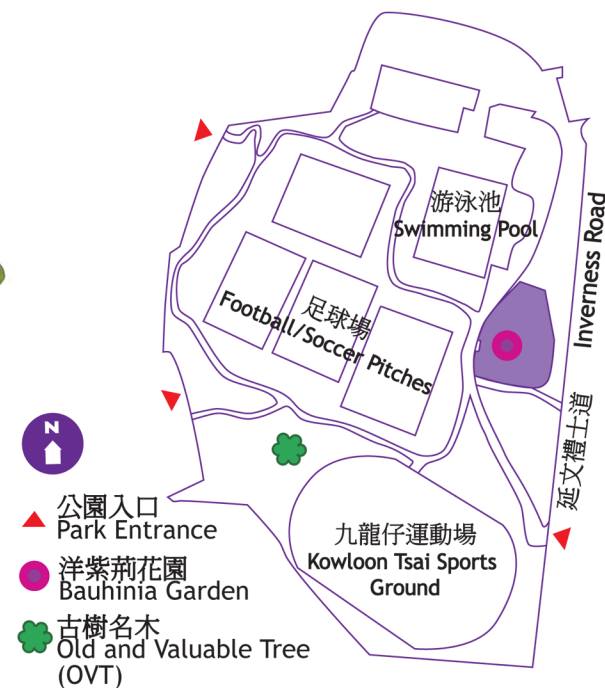 游泳池
Swimming Pool
Inverness Road
足球場
Football/Soccer Pitches
延文禮士道
N
公園入口
Park Entrance
九龍仔運動場
Kowloon Tsai Sports
Ground
洋紫荊花園
Bauhinia Garden
古樹名木
Old and Valuable Tree
(OVT)